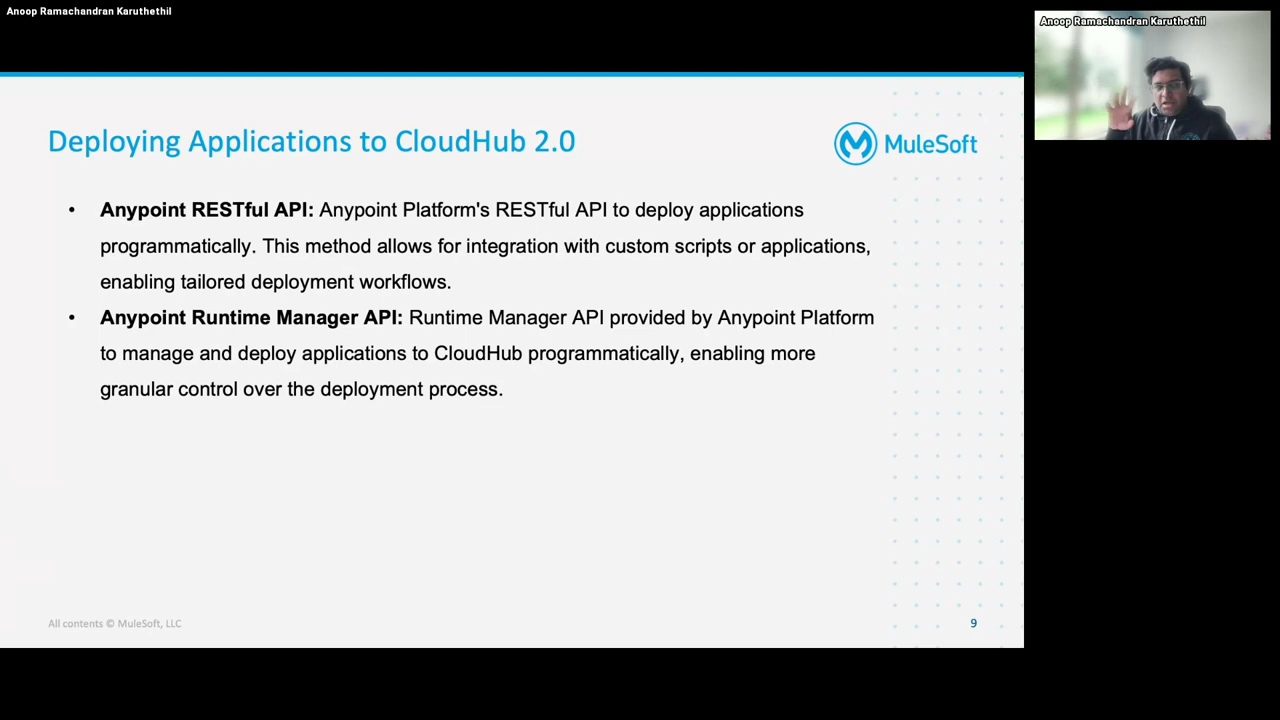 Anoop Ramachandran Karuthethil
Anoop Ramachandran Karuthethil
Deploying Applications to CloudHub 2.0
MuleSoft
• Anypoint RESTful API: Anypoint Platform's RESTful API to deploy applications
programmatically. This method allows for integration with custom scripts or applications,
enabling tailored deployment workflows.
• Anypoint Runtime Manager API: Runtime Manager API provided by Anypoint Platform
to manage and deploy applications to CloudHub programmatically, enabling more
granular control over the deployment process.
All contents © MuleSoft, LLC
9